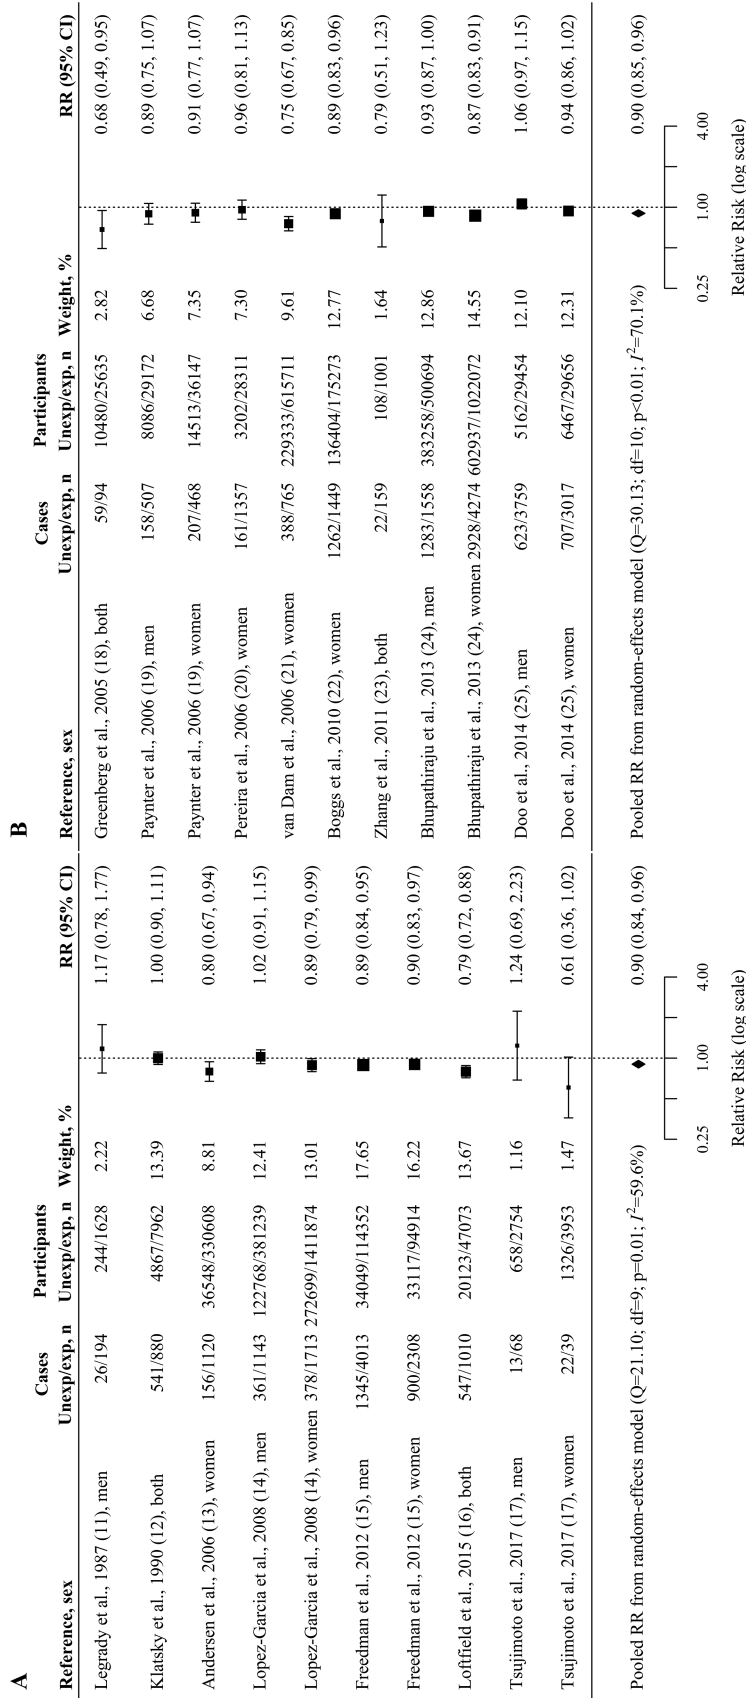 A
Reference, sex Cases Unexp/exp, n Participants Unexp/exp, n Weight, % RR (95% CI)
Legrady et al., 1987 (11), men 26/194 244/1628 2.22 1.17 (0.78, 1.77)
Klatsky et al., 1990 (12), both 541/880 4867/7962 13.39 1.00 (0.90, 1.11)
Andersen et al., 2006 (13), women 156/1120 36548/330608 8.81 0.80 (0.67, 0.94)
Lopez-Garcia et al., 2008 (14), men 361/1143 122768/381239 12.41 1.02 (0.91, 1.15)
Lopez-Garcia et al., 2008 (14), women 378/1713 272699/1411874 13.01 0.89 (0.79, 0.99)
Freedman et al., 2012 (15), men 1345/4013 34049/114352 17.65 0.89 (0.84, 0.95)
Freedman et al., 2012 (15), women 900/2308 33117/94914 16.22 0.90 (0.83, 0.97)
Loftfield et al., 2015 (16), both 547/1010 20123/47073 13.67 0.79 (0.72, 0.88)
Tsujimoto et al., 2017 (17), men 13/68 658/2754 1.16 1.24 (0.69, 2.23)
Tsujimoto et al., 2017 (17), women 22/39 1326/3953 1.47 0.61 (0.36, 1.02)
Pooled RR from random-effects model (Q=21.10; df=9; p=0.01; I²=59.6%) 0.90 (0.84, 0.96)
0.25 1.00 4.00
Relative Risk (log scale)
B
Reference, sex Cases Unexp/exp, n Participants Unexp/exp, n Weight, % RR (95% CI)
Greenberg et al., 2005 (18), both 59/94 10480/25635 2.82 0.68 (0.49, 0.95)
Paynter et al., 2006 (19), men 158/507 8086/29172 6.68 0.89 (0.75, 1.07)
Paynter et al., 2006 (19), women 207/468 14513/36147 7.35 0.91 (0.77, 1.07)
Pereira et al., 2006 (20), women 161/1357 3202/28311 7.30 0.96 (0.81, 1.13)
van Dam et al., 2006 (21), women 388/765 229333/615711 9.61 0.75 (0.67, 0.85)
Boggs et al., 2010 (22), women 1262/1449 136404/175273 12.77 0.89 (0.83, 0.96)
Zhang et al., 2011 (23), both 22/159 108/1001 1.64 0.79 (0.51, 1.23)
Bhupathiraju et al., 2013 (24), men 1283/1558 383258/500694 12.86 0.93 (0.87, 1.00)
Bhupathiraju et al., 2013 (24), women 2928/4274 602937/1022072 14.55 0.87 (0.83, 0.91)
Doo et al., 2014 (25), men 623/3759 5162/29454 12.10 1.06 (0.97, 1.15)
Doo et al., 2014 (25), women 707/3017 6467/29656 12.31 0.94 (0.86, 1.02)
Pooled RR from random-effects model (Q=30.13; df=10; p<0.01; I²=70.1%) 0.90 (0.85, 0.96)
0.25 1.00 4.00
Relative Risk (log scale)